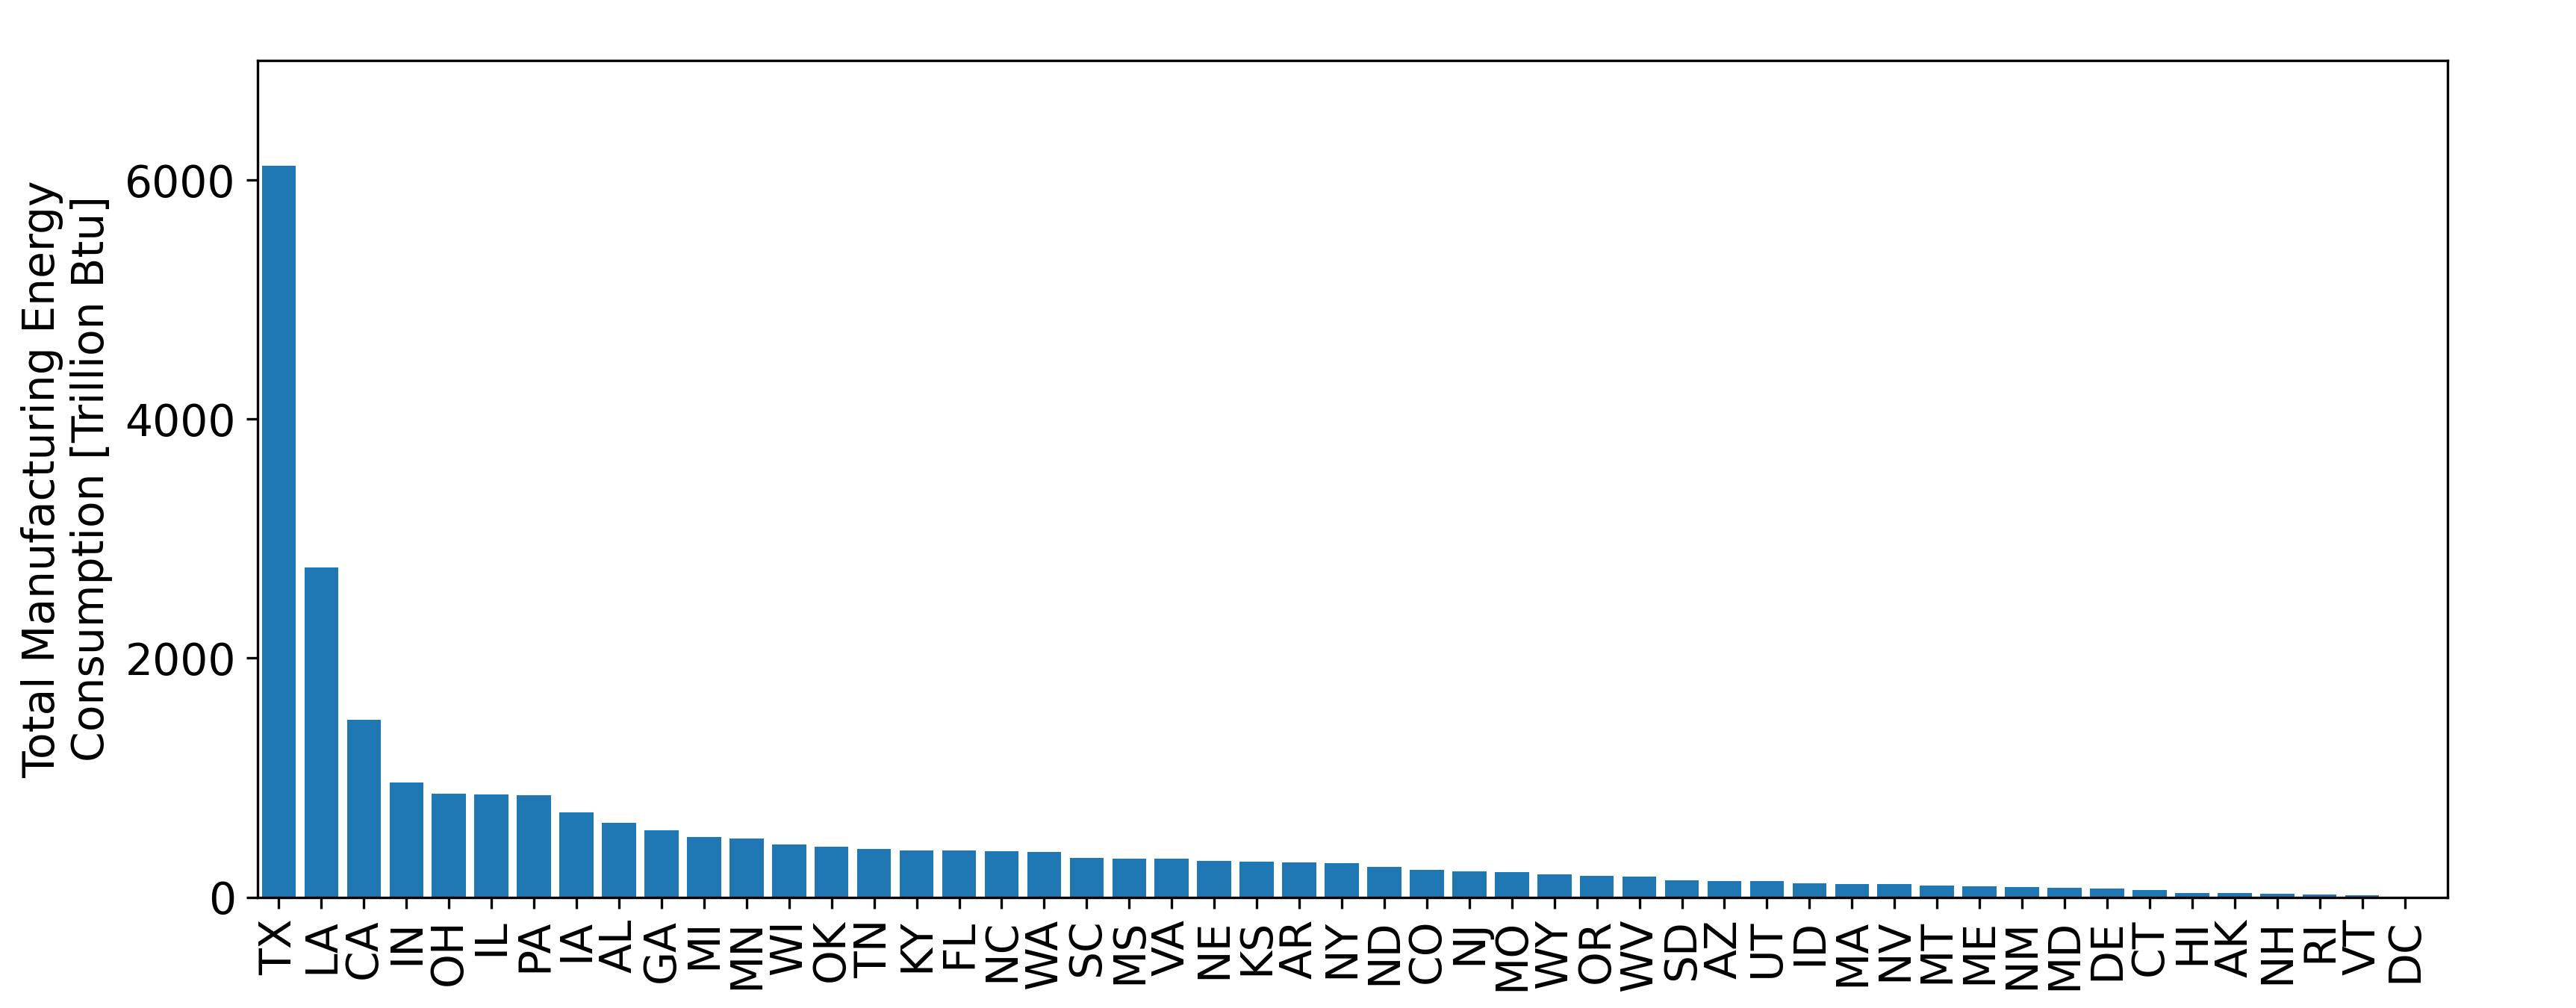 Total Manufacturing Energy
Consumption [Trillion Btu]
6000
4000
2000
0
TX LA CA IN OH IL PA IA AL GA MI MN WI OK TN KY FL NC WA SC MS VA NE KS AR NY ND CO NJ MO WY OR WV SD AZ UT ID MA NV MT ME NM MD DE CT HI AK NH RI VT DC